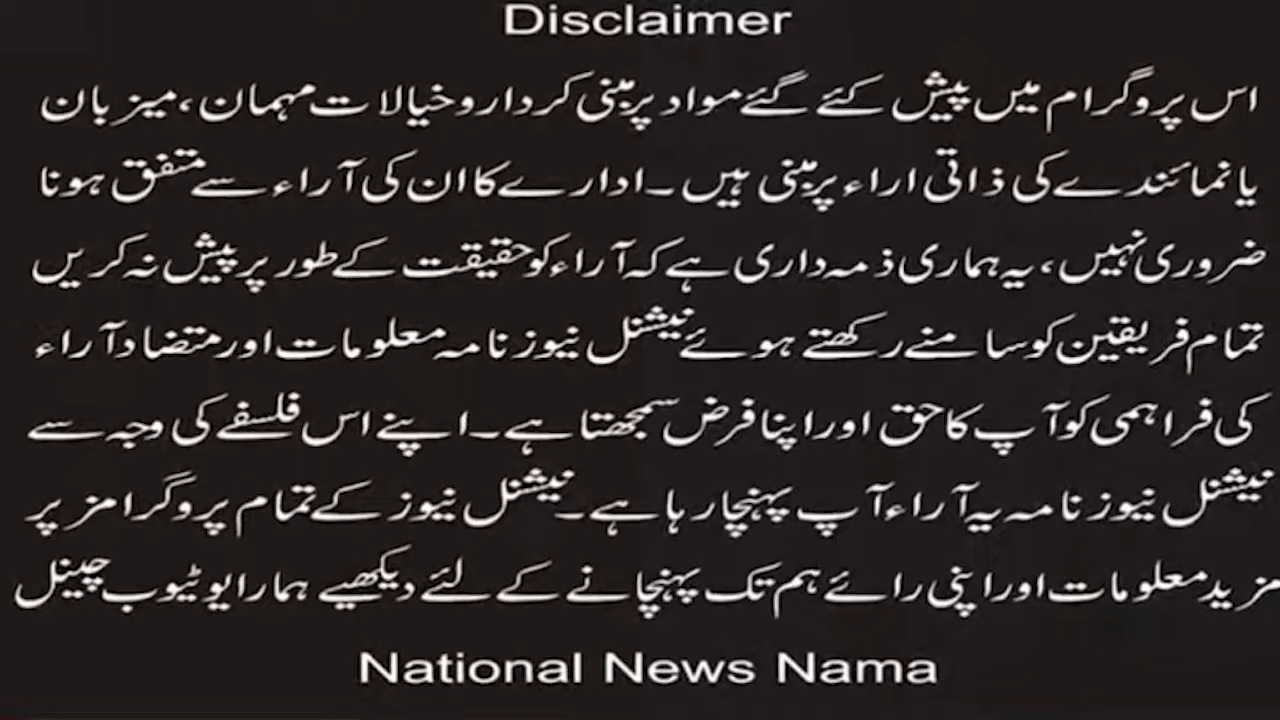 Disclaimer
اس پروگرام میں پیش کئے گئے مواد پر مبنی کردار و خیالات مہمان، میزبان
یا نمائندے کی ذاتی اراء پر مبنی ہیں۔ ادارے کا ان کی آراء سے متفق ہونا
ضروری نہیں، یہ ہماری ذمہ داری ہے کہ آراء کو حقیقت کے طور پر پیش نہ کریں
تمام فریقین کو سامنے رکھتے ہوئے نیشنل نیوز نامہ معلومات اور متضاد آراء
کی فراہمی کو آپ کا حق اور اپنا فرض سمجھتا ہے۔ اپنے اس فلسفے کی وجہ سے
نیشنل نیوز نامہ یہ آراء آپ پہنچا رہا ہے۔ نیشنل نیوز کے تمام پروگرامز پر
مزید معلومات اور اپنی رائے ہم تک پہنچانے کے لئے دیکھیے ہمارا یوٹیوب چینل
National News Nama